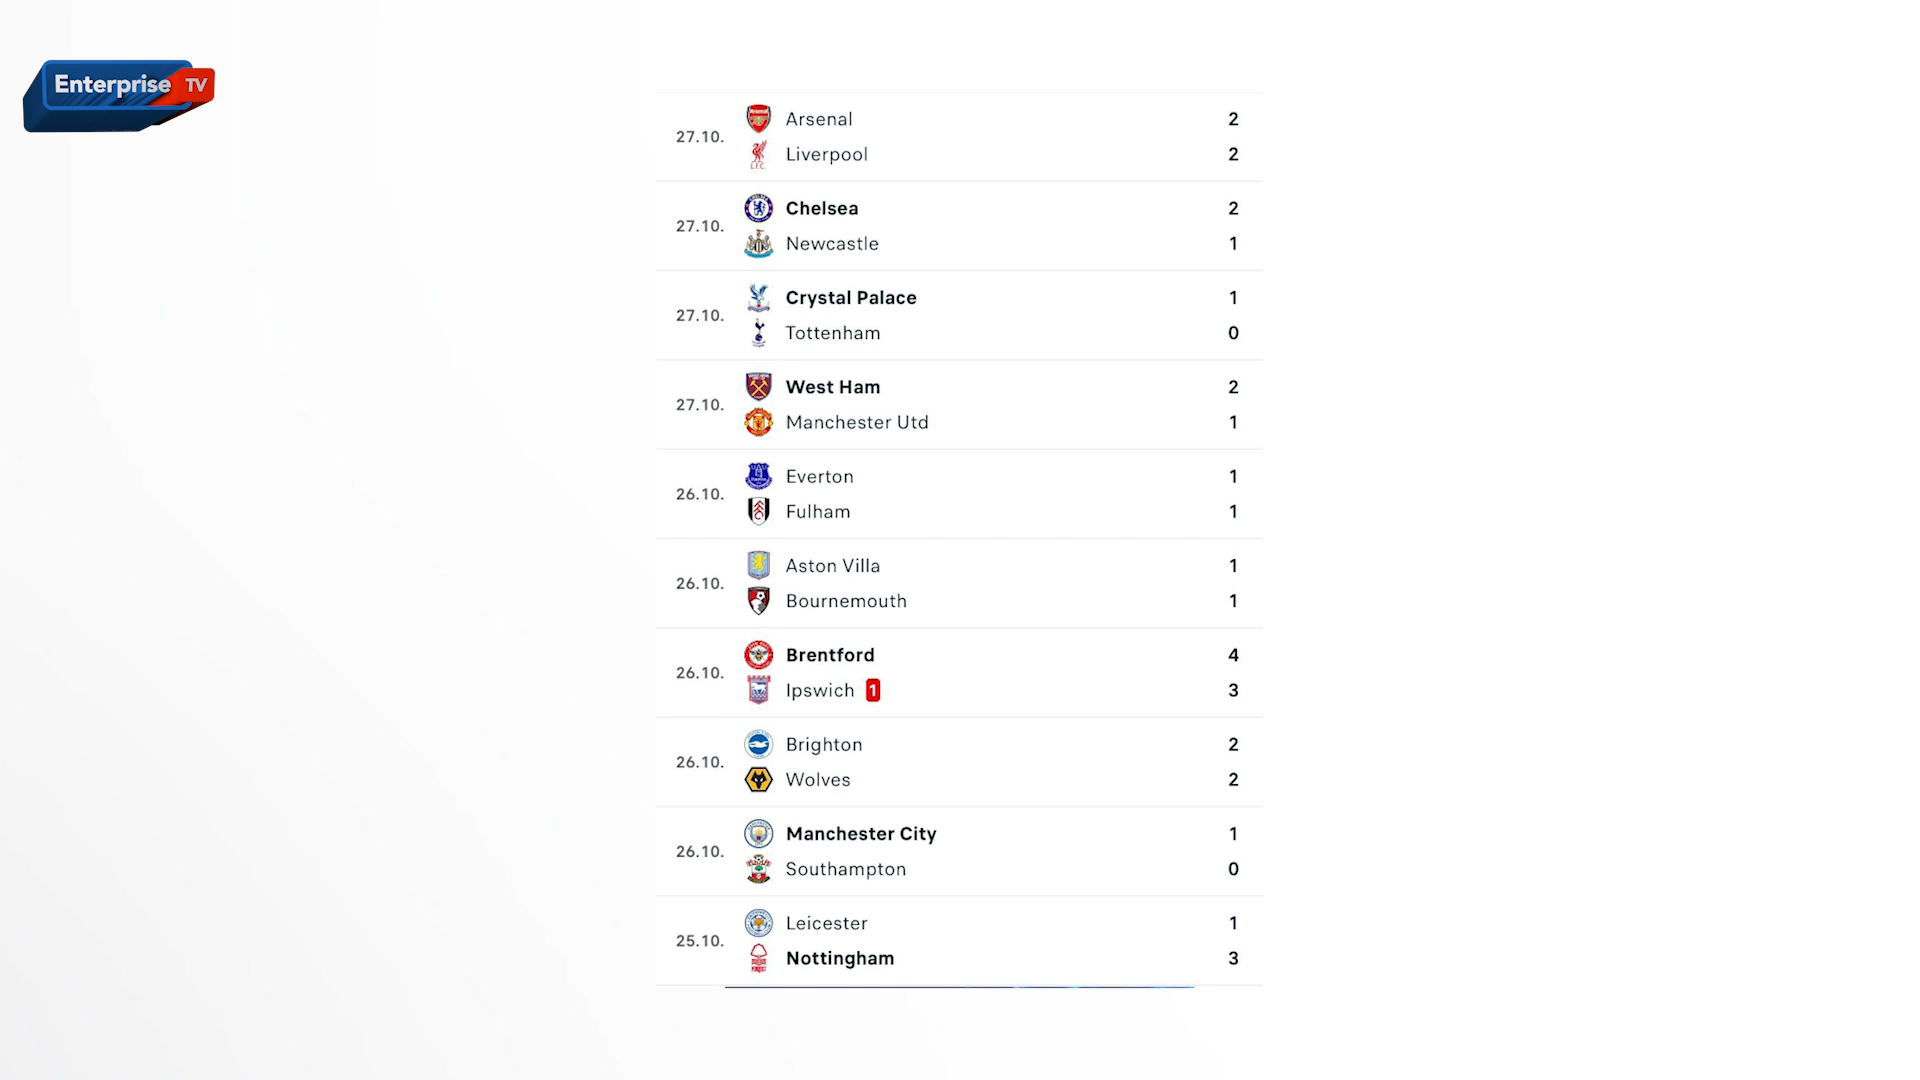 Enterprise TV
27.10.
Arsenal 2
Liverpool 2
27.10.
Chelsea 2
Newcastle 1
27.10.
Crystal Palace 1
Tottenham 0
27.10.
West Ham 2
Manchester Utd 1
26.10.
Everton 1
Fulham 1
26.10.
Aston Villa 1
Bournemouth 1
26.10.
Brentford 4
Ipswich 1 3
26.10.
Brighton 2
Wolves 2
26.10.
Manchester City 1
Southampton 0
25.10.
Leicester 1
Nottingham 3